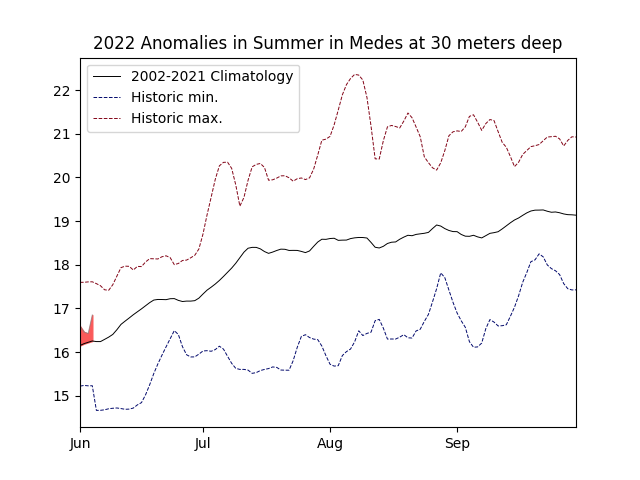 2022 Anomalies in Summer in Medes at 30 meters deep
2002-2021 Climatology
Historic min.
Historic max.
22
21
20
19
18
17
16
15
Jun Jul Aug Sep